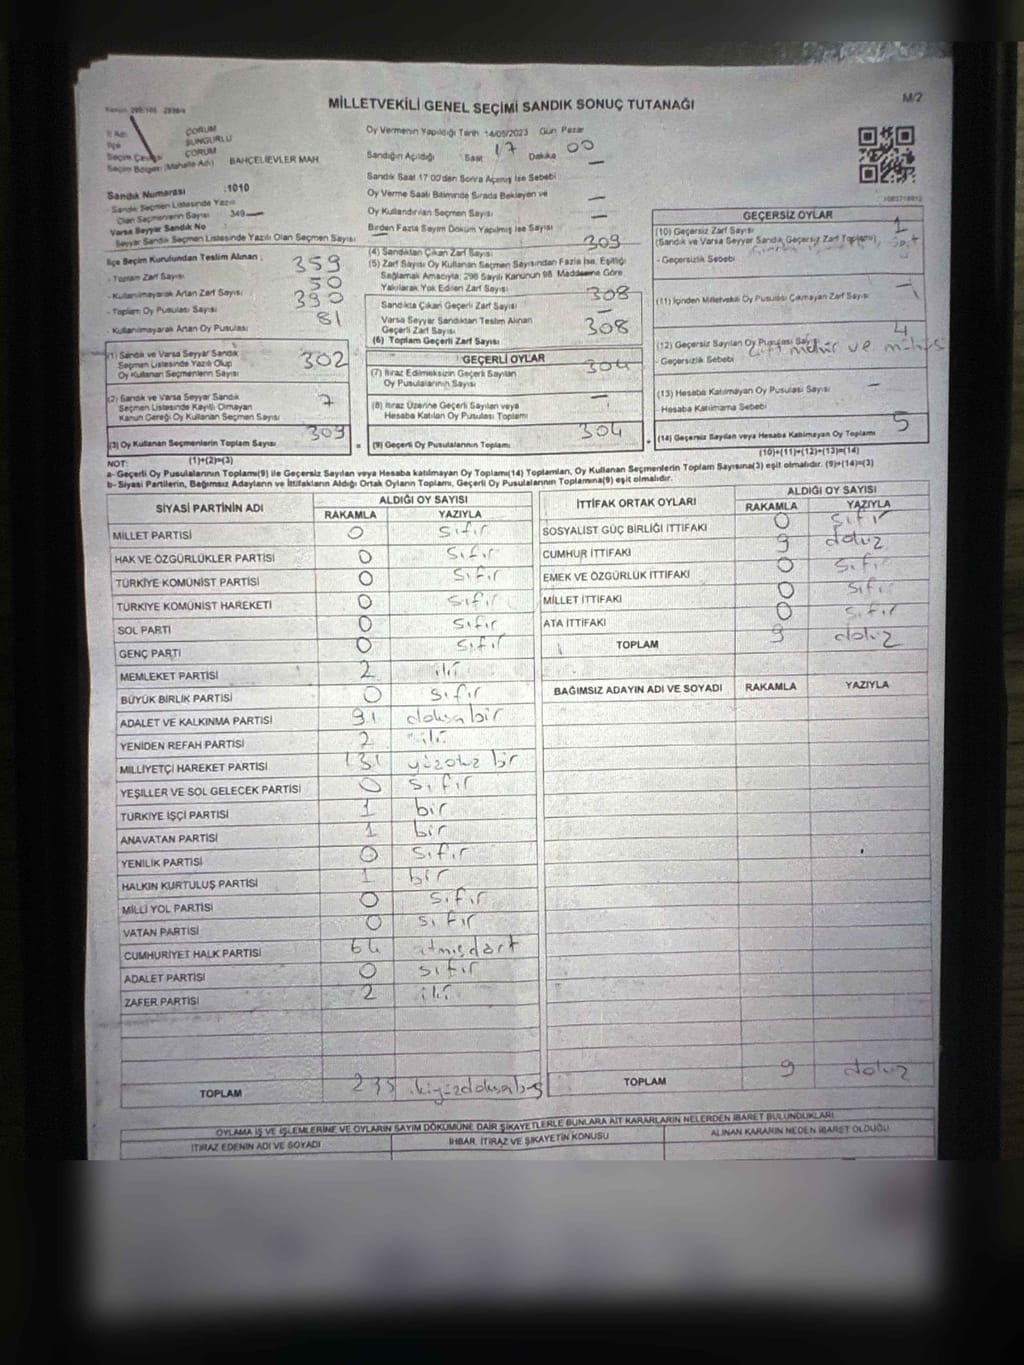 MİLLETVEKİLİ GENEL SEÇİMİ SANDIK SONUÇ TUTANAĞI
M/2
İl Adı ÇORUM
İlçe SUNGURLU
Seçim Çevresi ÇORUM
Seçim Bölgesi (Mahalle Adı) BAHÇELİEVLER MAH
Sandık Numarası :1010
- Sandık Seçmen Listesinde Yazılı
Olan Seçmenlerin Sayısı 349
Varsa Seyyar Sandık No
Seyyar Sandık Seçmen Listesinde Yazılı Olan Seçmen Sayısı
İlçe Seçim Kurulundan Teslim Alınan ;
- Toplam Zarf Sayısı 359
- Kullanılmayarak Artan Zarf Sayısı 50
- Toplam Oy Pusulası Sayısı 390
- Kullanılmayarak Artan Oy Pusulası 81
(1) Sandık ve Varsa Seyyar Sandık
Seçmen Listesinde Yazılı Olup
Oy Kullanan Seçmenlerin Sayısı 302
(2) Sandık ve Varsa Seyyar Sandık
Seçmen Listesinde Kayıtlı Olmayan
Kanun Gereği Oy Kullanan Seçmen Sayısı 7
(3) Oy Kullanan Seçmenlerin Toplam Sayısı 309
(1)+(2)=(3)
Oy Vermenin Yapıldığı Tarih 14/05/2023 Gün Pazar
Sandığın Açıldığı Saat 17 Dakika 00
Sandık Saat 17:00'den Sonra Açılmış İse Sebebi
Oy Verme Saati Bitiminde Sırada Bekleyen ve
Oy Kullandırılan Seçmen Sayısı
Birden Fazla Sayım Döküm Yapılmış İse Sayısı
(4) Sandıktan Çıkan Zarf Sayısı 309
(5) Zarf Sayısı Oy Kullanan Seçmen Sayısından Fazla İse, Eşitliği
Sağlamak Amacıyla; 298 Sayılı Kanunun 98. Maddesine Göre
Yakılarak Yok Edilen Zarf Sayısı
Sandıkta Çıkan Geçerli Zarf Sayısı 308
Varsa Seyyar Sandıktan Teslim Alınan
Geçerli Zarf Sayısı
(6) Toplam Geçerli Zarf Sayısı 308
GEÇERLİ OYLAR
(7) İtiraz Edilmeksizin Geçerli Sayılan
Oy Pusulalarının Sayısı 304
(8) İtiraz Üzerine Geçerli Sayılan veya
Hesaba Katılan Oy Pusulası Toplamı
(9) Geçerli Oy Pusulalarının Toplamı 304
GEÇERSİZ OYLAR
(10) Geçersiz Zarf Sayısı 1
(Sandık ve Varsa Seyyar Sandık Geçersiz Zarf Toplamı)
- Geçersizlik Sebebi
(11) İçinden Milletvekili Oy Pusulası Çıkmayan Zarf Sayısı
(12) Geçersiz Sayılan Oy Pusulası Sayısı 4
- Geçersizlik Sebebi mühür ve
(13) Hesaba Katılmayan Oy Pusulası Sayısı –
Hesaba Katılmama Sebebi
(14) Geçersiz Sayılan veya Hesaba Katılmayan Oy Toplamı 5
(10)+(11)+(12)+(13)=(14)
NOT:
a- Geçerli Oy Pusulalarının Toplamı(9) ile Geçersiz Sayılan veya Hesaba katılmayan Oy Toplamı(14) Toplamları, Oy Kullanan Seçmenlerin Toplam Sayısına(3) eşit olmalıdır. (9)+(14)=(3)
b- Siyasi Partilerin, Bağımsız Adayların ve İttifakların Aldığı Ortak Oyların Toplamı, Geçerli Oy Pusulalarının Toplamına(9) eşit olmalıdır.
SİYASİ PARTİNİN ADI ALDIĞI OY SAYISI
RAKAMLA YAZIYLA
MİLLET PARTİSİ 0 sıfır
HAK VE ÖZGÜRLÜKLER PARTİSİ 0 sıfır
TÜRKİYE KOMÜNİST PARTİSİ 0 sıfır
TÜRKİYE KOMÜNİST HAREKETİ 0 sıfır
SOL PARTİ 0 sıfır
GENÇ PARTİ 0 sıfır
MEMLEKET PARTİSİ 2 iki
BÜYÜK BİRLİK PARTİSİ 0 sıfır
ADALET VE KALKINMA PARTİSİ 91 doksabir
YENİDEN REFAH PARTİSİ 2 iki
MİLLİYETÇİ HAREKET PARTİSİ 131 yüzotuz bir
YEŞİLLER VE SOL GELECEK PARTİSİ 0 sıfır
TÜRKİYE İŞÇİ PARTİSİ 1 bir
ANAVATAN PARTİSİ 1 bir
YENİLİK PARTİSİ 0 sıfır
HALKIN KURTULUŞ PARTİSİ 1 bir
MİLLİ YOL PARTİSİ 0 sıfır
VATAN PARTİSİ 0 sıfır
CUMHURİYET HALK PARTİSİ 64 atmışdört
ADALET PARTİSİ 0 sıfır
ZAFER PARTİSİ 2 iki
TOPLAM 295 ikiyüzdoksabeş
İTTİFAK ORTAK OYLARI ALDIĞI OY SAYISI
RAKAMLA YAZIYLA
SOSYALİST GÜÇ BİRLİĞİ İTTİFAKI 0 sıfır
CUMHUR İTTİFAKI 9 dokuz
EMEK VE ÖZGÜRLÜK İTTİFAKI 0 sıfır
MİLLET İTTİFAKI 0 sıfır
ATA İTTİFAKI 0 sıfır
TOPLAM 9 dokuz
BAĞIMSIZ ADAYIN ADI VE SOYADI RAKAMLA YAZIYLA
TOPLAM 9 dokuz
OYLAMA İŞ VE İŞLEMLERİNE VE OYLARIN SAYIM DÖKÜMÜNE DAİR ŞİKAYETLERLE BUNLARA AİT KARARLARIN NELERDEN İBARET BULUNDUKLARI
İTİRAZ EDENİN ADI VE SOYADI İHBAR, İTİRAZ VE ŞİKAYETİN KONUSU ALINAN KARARIN NEDEN İBARET OLDUĞU